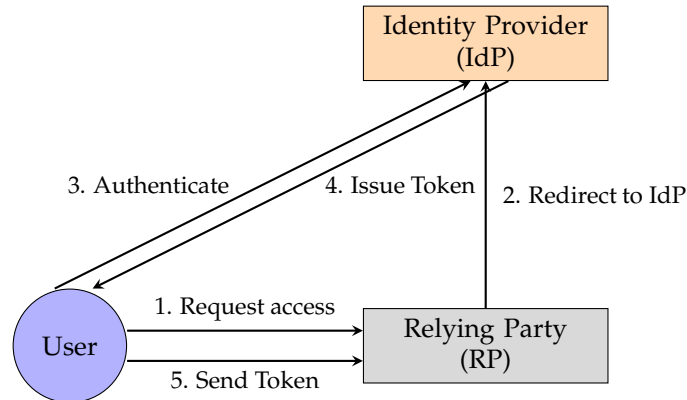 Identity Provider
(IdP)
3. Authenticate
4. Issue Token
2. Redirect to IdP
1. Request access
User
Relying Party
(RP)
5. Send Token